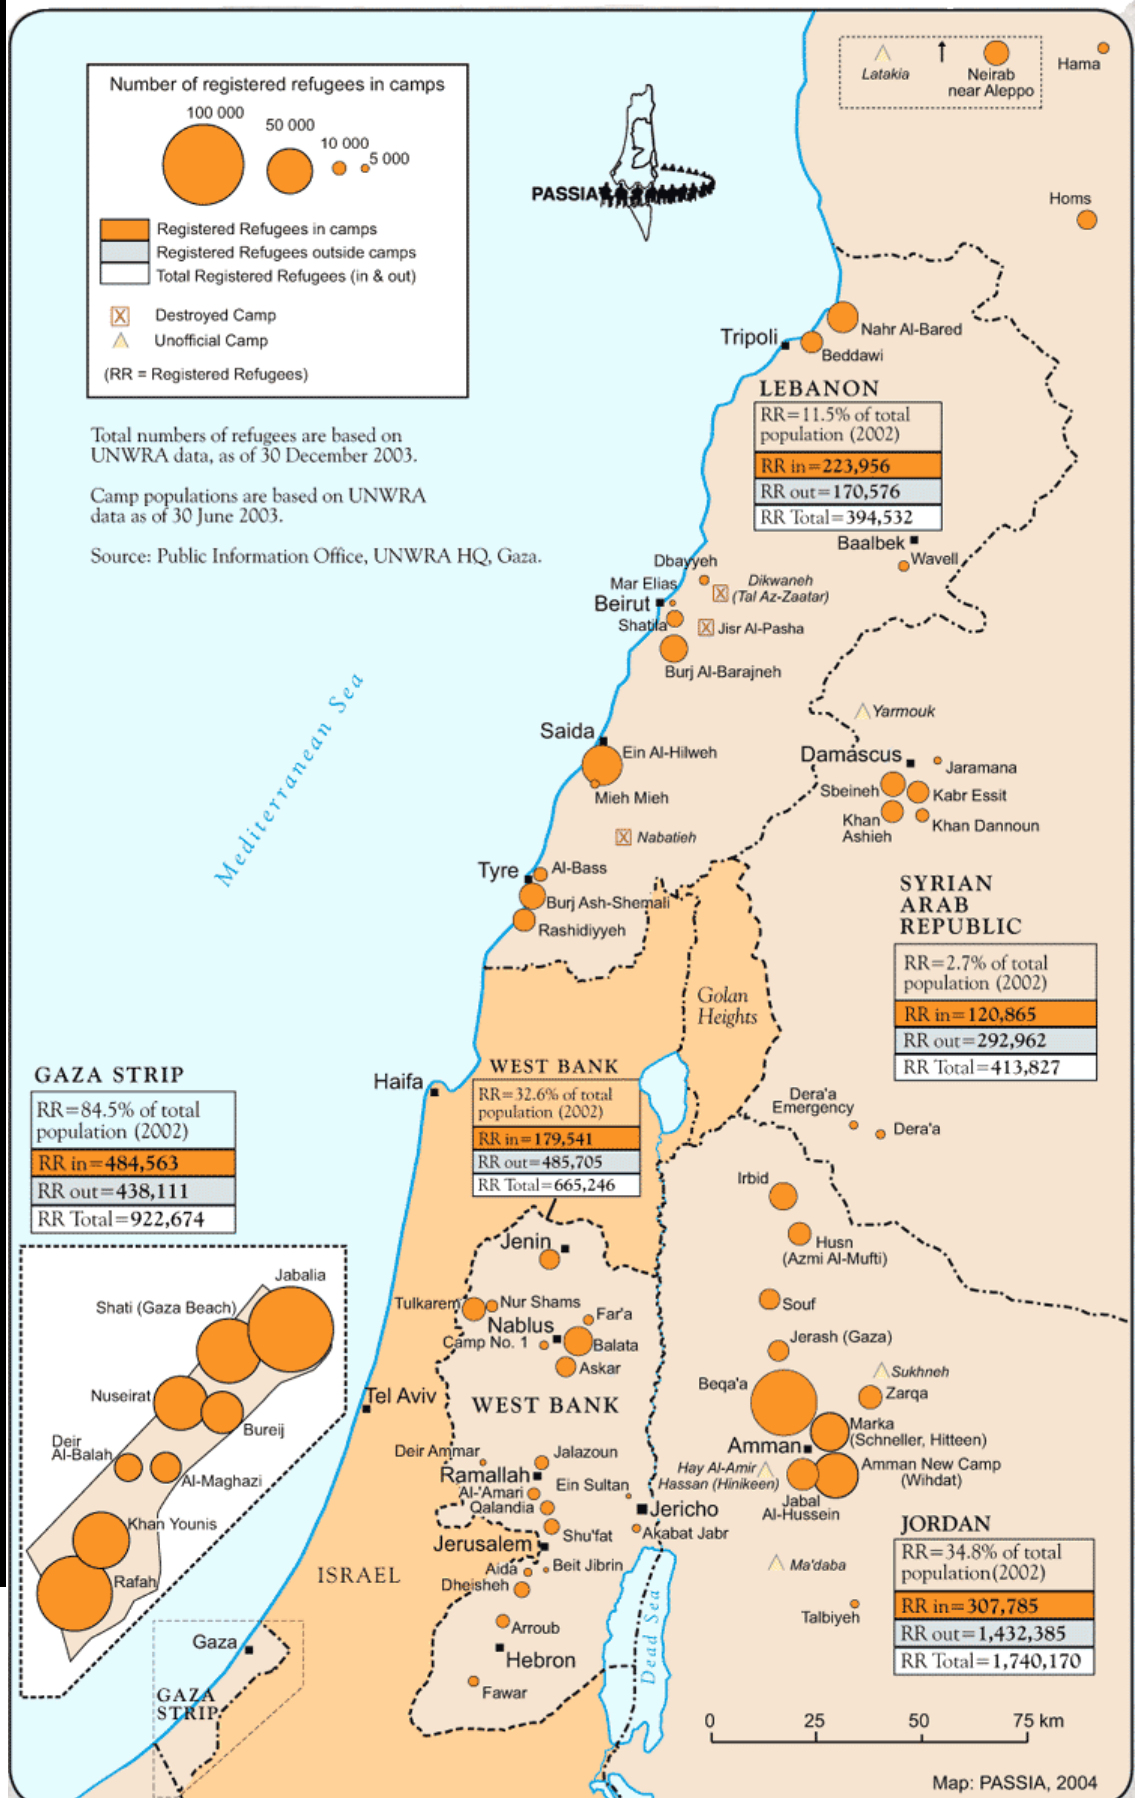 Number of registered refugees in camps
100 000
50 000
10 000
5 000
Registered Refugees in camps
Registered Refugees outside camps
Total Registered Refugees (in & out)
Destroyed Camp
Unofficial Camp
(RR = Registered Refugees)
Total numbers of refugees are based on
UNWRA data, as of 30 December 2003.
Camp populations are based on UNWRA
data as of 30 June 2003.
Source: Public Information Office, UNWRA HQ, Gaza.
PASSIA
Latakia
Neirab
near Aleppo
Hama
Homs
Nahr Al-Bared
Tripoli
Beddawi
LEBANON
RR=11.5% of total
population (2002)
RR in=223,956
RR out=170,576
RR Total=394,532
Baalbek
Wavell
Dbayyeh
Mar Elias
Dikwaneh
(Tal Az-Zaatar)
Beirut
Shatila
Jisr Al-Pasha
Burj Al-Barajneh
Mediterranean Sea
Yarmouk
Saida
Ein Al-Hilweh
Mieh Mieh
Damascus
Jaramana
Sbeineh
Kabr Essit
Khan
Ashieh
Khan Dannoun
Nabatieh
Tyre
Al-Bass
Burj Ash-Shemali
Rashidiyyeh
SYRIAN
ARAB
REPUBLIC
RR=2.7% of total
population (2002)
RR in=120,865
RR out=292,962
RR Total=413,827
Golan
Heights
Haifa
WEST BANK
RR=32.6% of total
population (2002)
RR in=179,541
RR out=485,705
RR Total=665,246
GAZA STRIP
RR=84.5% of total
population (2002)
RR in=484,563
RR out=438,111
RR Total=922,674
Dera'a
Emergency
Dera'a
Irbid
Husn
(Azmi Al-Mufti)
Souf
Jerash (Gaza)
Jenin
Tulkarem
Nur Shams
Far'a
Nablus
Camp No. 1
Balata
Askar
WEST BANK
Jabalia
Shati (Gaza Beach)
Nuseirat
Bureij
Deir
Al-Balah
Al-Maghazi
Khan Younis
Rafah
Tel Aviv
Beqa'a
Sukhneh
Zarqa
Marka
(Schneller, Hitteen)
Amman
Amman New Camp
(Wihdat)
Hay Al-Amir
Hassan (Hinikeen)
Jabal
Al-Hussein
Deir Ammar
Jalazoun
Ramallah
Al-'Amari
Ein Sultan
Qalandia
Jericho
Shu'fat
Akabat Jabr
Jerusalem
Aida
Beit Jibrin
Dheisheh
Arroub
Hebron
Fawar
ISRAEL
Dead Sea
Ma'daba
Talbiyeh
JORDAN
RR=34.8% of total
population(2002)
RR in=307,785
RR out=1,432,385
RR Total=1,740,170
Gaza
GAZA
STRIP
0 25 50 75 km
Map: PASSIA, 2004